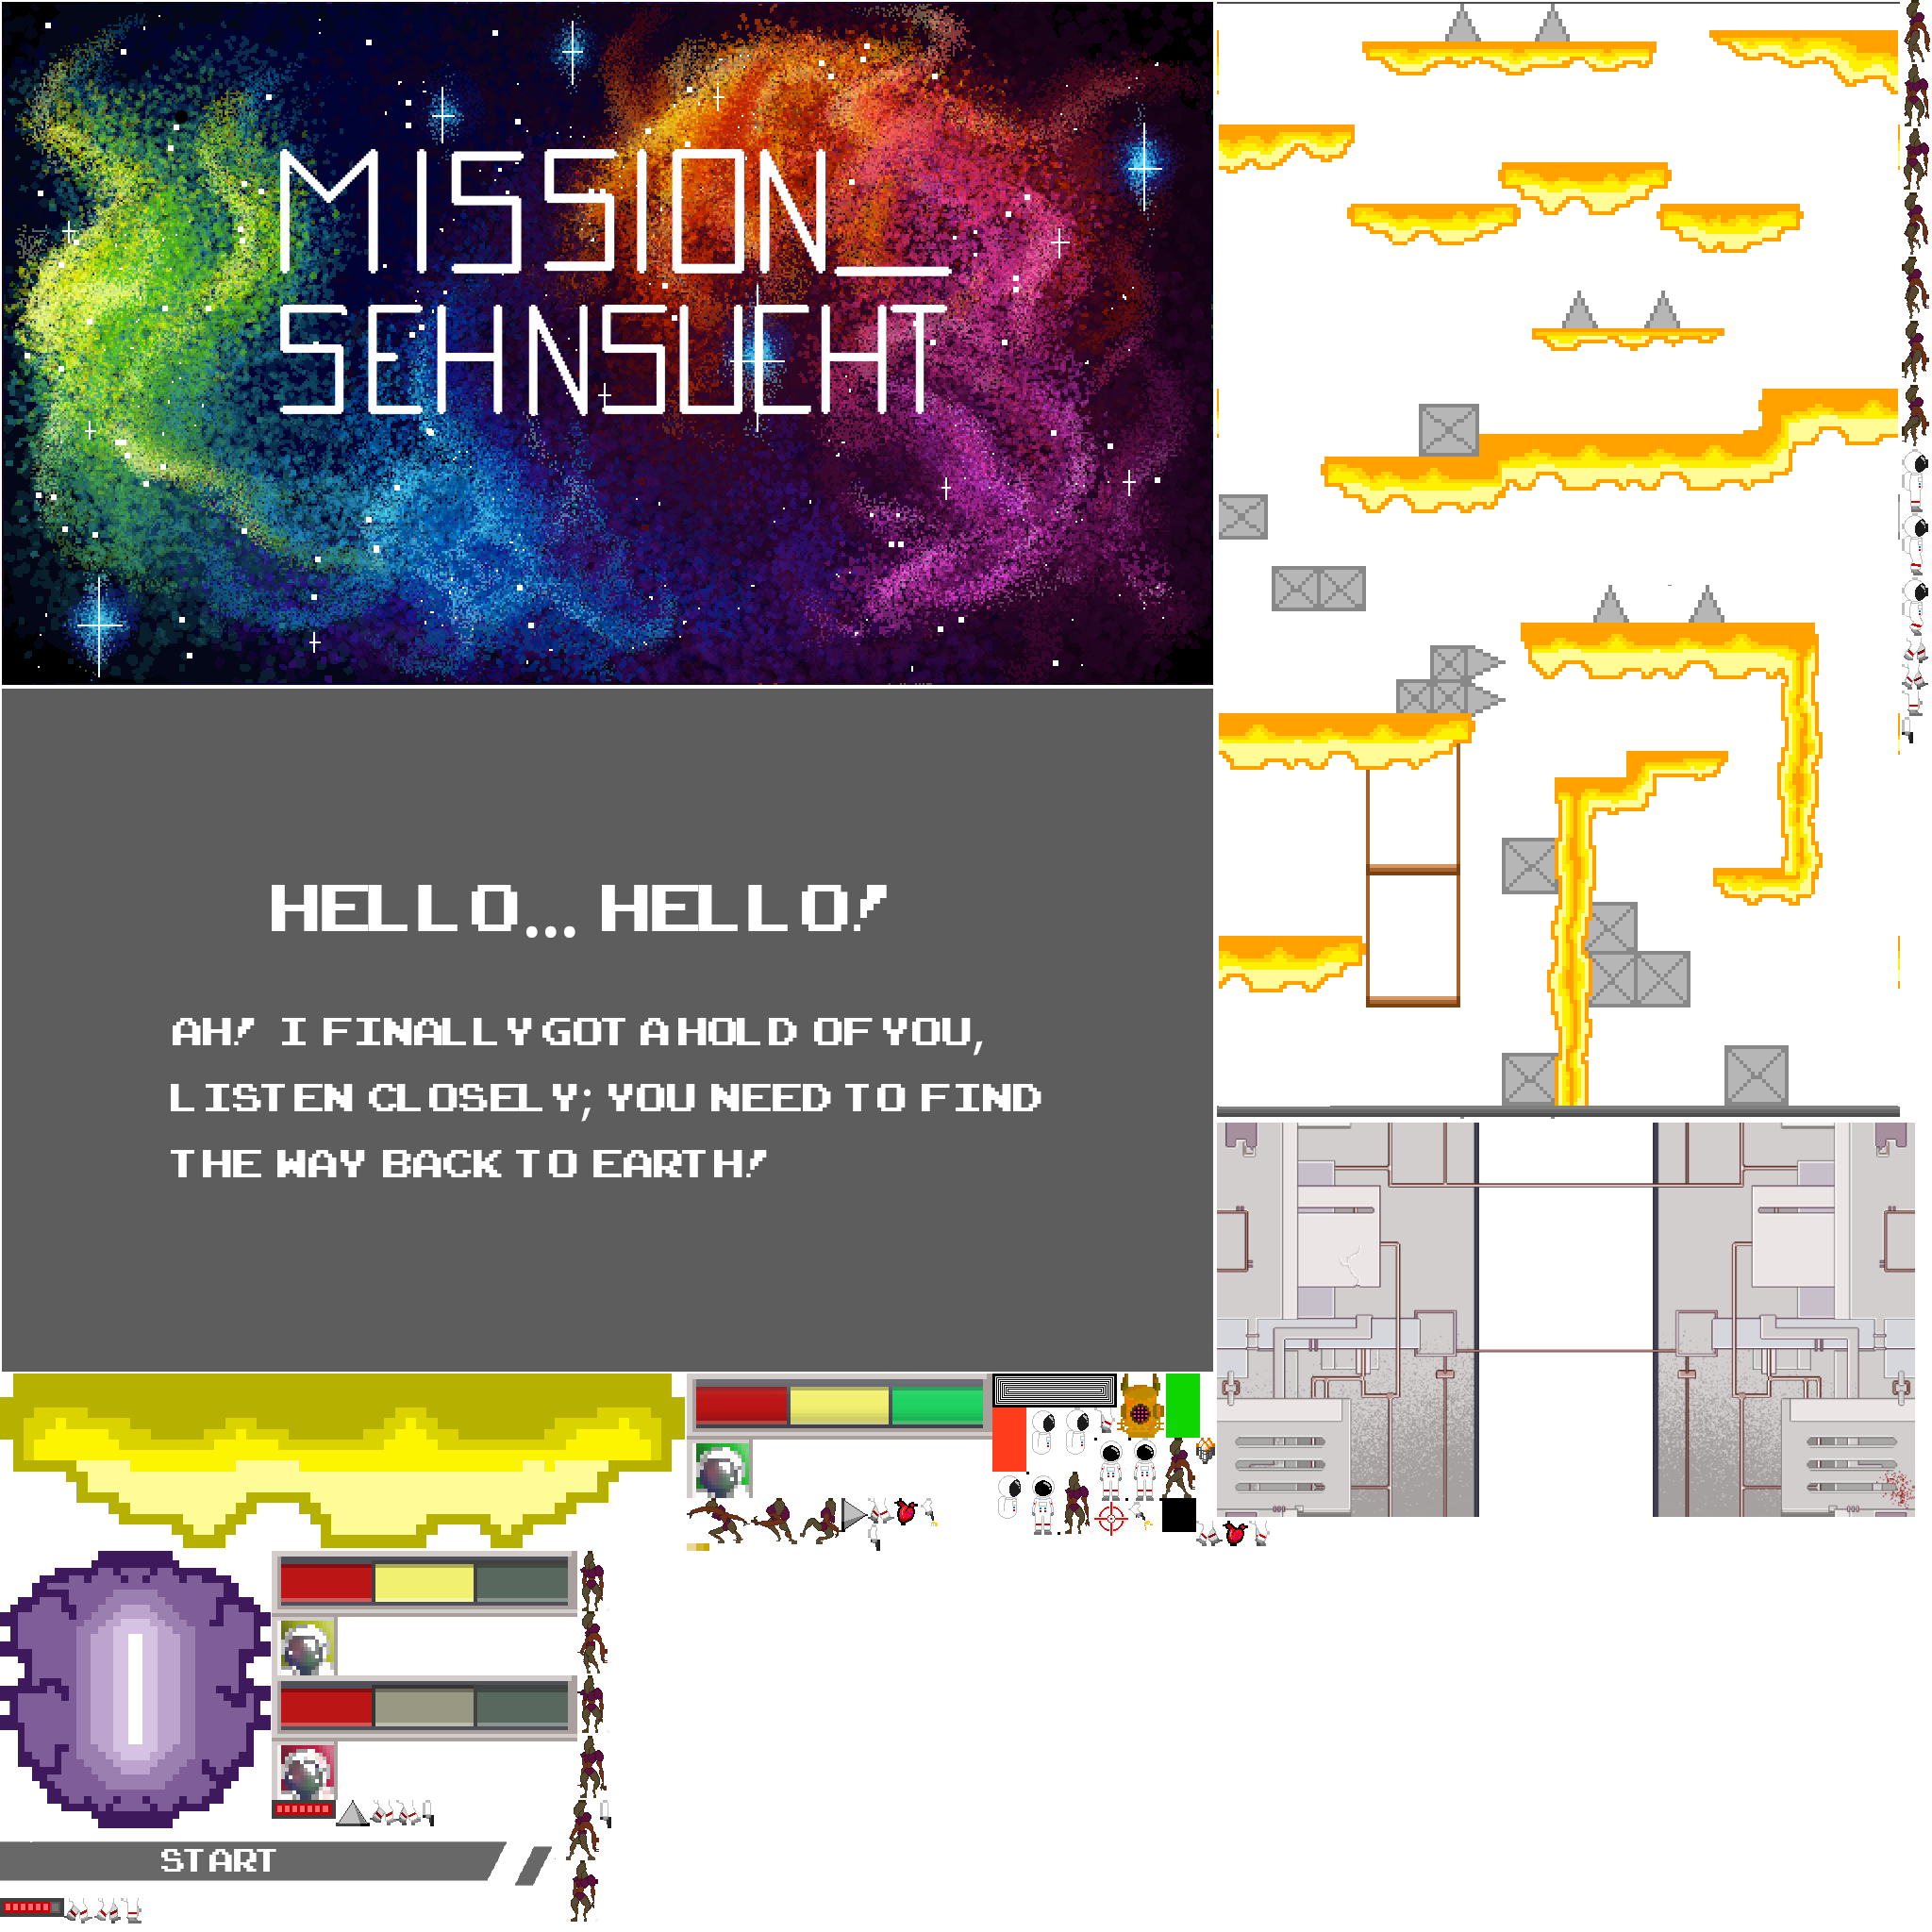 MISSION_
SEHNSUCHT
HELLO... HELLO!
AH! I FINALLY GOT A HOLD OF YOU,
LISTEN CLOSELY; YOU NEED TO FIND
THE WAY BACK TO EARTH!
START